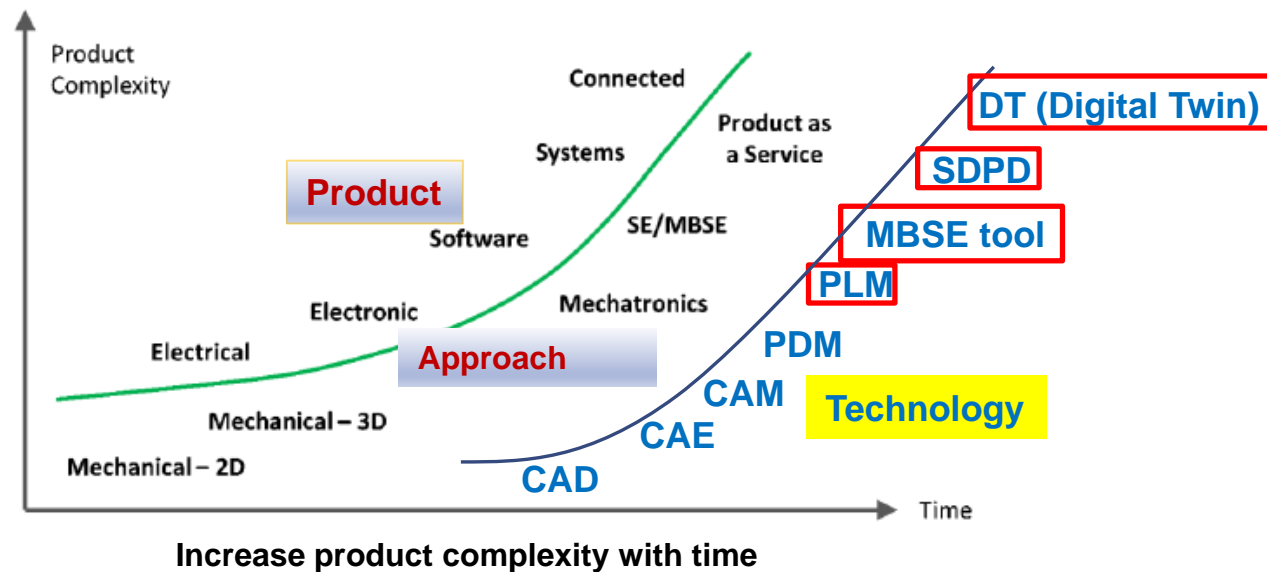 Product
Complexity
Connected
DT (Digital Twin)
Product as
a Service
Systems
SDPD
Product
SE/MBSE
MBSE tool
Software
PLM
Mechatronics
Electronic
PDM
Electrical
Approach
CAM
Technology
Mechanical – 3D
CAE
Mechanical – 2D
CAD
Time
Increase product complexity with time